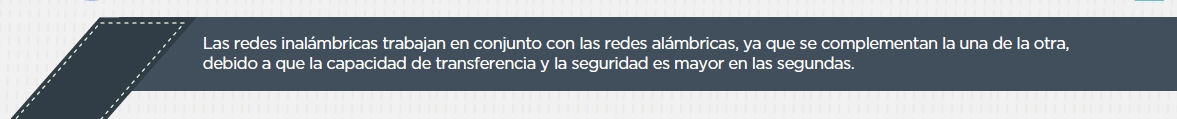 Las redes inalámbricas trabajan en conjunto con las redes alámbricas, ya que se complementan la una de la otra,
debido a que la capacidad de transferencia y la seguridad es mayor en las segundas.